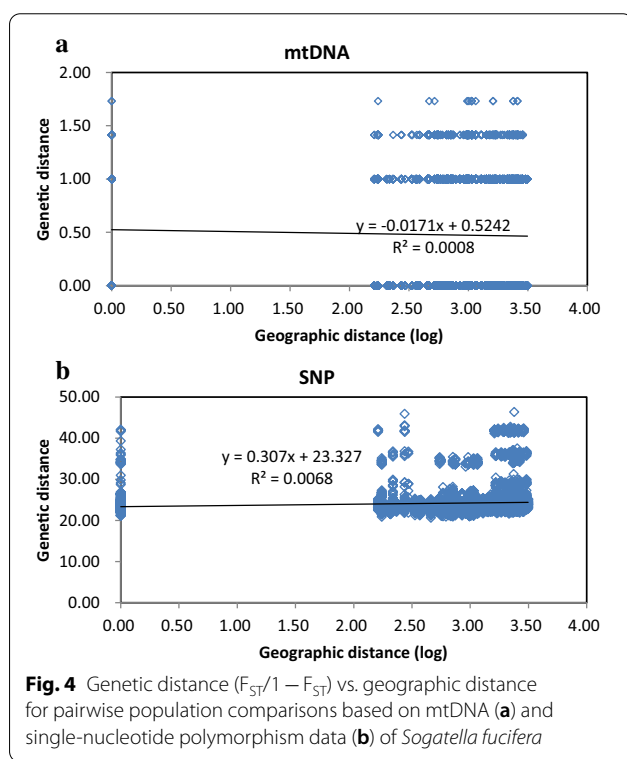 a
mtDNA
2.00
1.50
1.00
0.50
0.00
Genetic distance
y = -0.0171x + 0.5242
R² = 0.0008
0.00 0.50 1.00 1.50 2.00 2.50 3.00 3.50 4.00
Geographic distance (log)
b
SNP
50.00
40.00
30.00
20.00
10.00
0.00
Genetic distance
y = 0.307x + 23.327
R² = 0.0068
0.00 0.50 1.00 1.50 2.00 2.50 3.00 3.50 4.00
Geographic distance (log)
Fig. 4 Genetic distance (F_ST/1 − F_ST) vs. geographic distance
for pairwise population comparisons based on mtDNA (a) and
single-nucleotide polymorphism data (b) of Sogatella fucifera